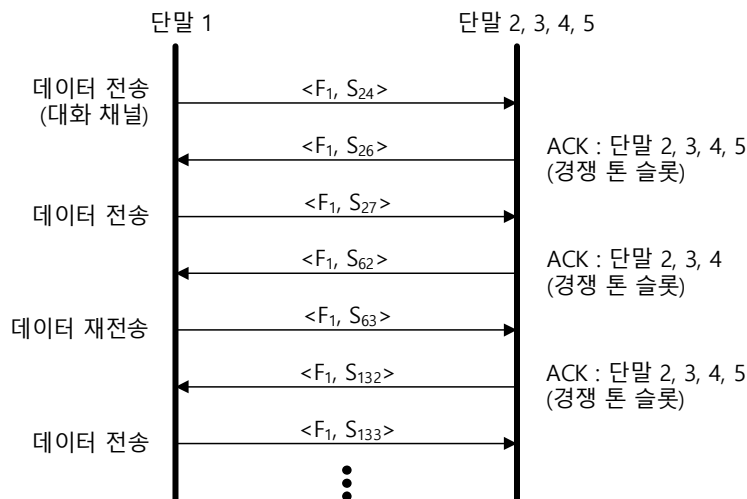 단말 1
단말 2, 3, 4, 5
데이터 전송
(대화 채널)
<F₁, S₂₄>
<F₁, S₂₆>
ACK : 단말 2, 3, 4, 5
(경쟁 톤 슬롯)
데이터 전송
<F₁, S₂₇>
<F₁, S₆₂>
ACK : 단말 2, 3, 4
(경쟁 톤 슬롯)
데이터 재전송
<F₁, S₆₃>
<F₁, S₁₃₂>
ACK : 단말 2, 3, 4, 5
(경쟁 톤 슬롯)
데이터 전송
<F₁, S₁₃₃>